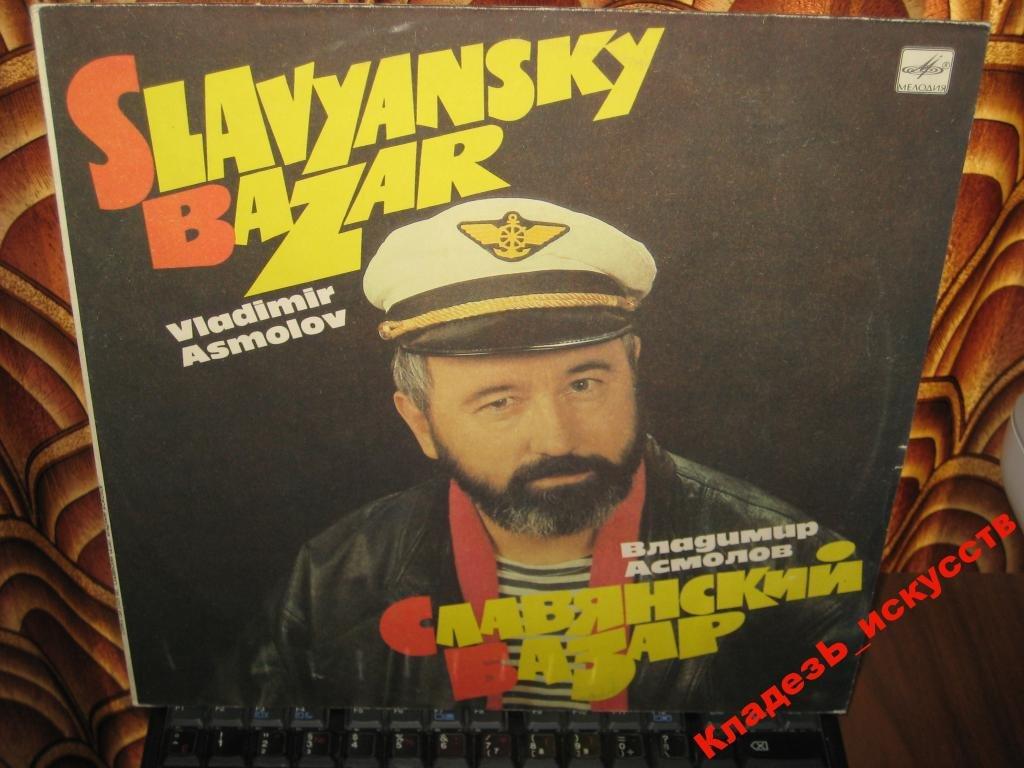 SLAVYANSKY
BAZAR
Vladimir
Asmolov
МЕЛОДИЯ
Владимир
Асмолов
Славянский
Базар
КладезЬ_искусств